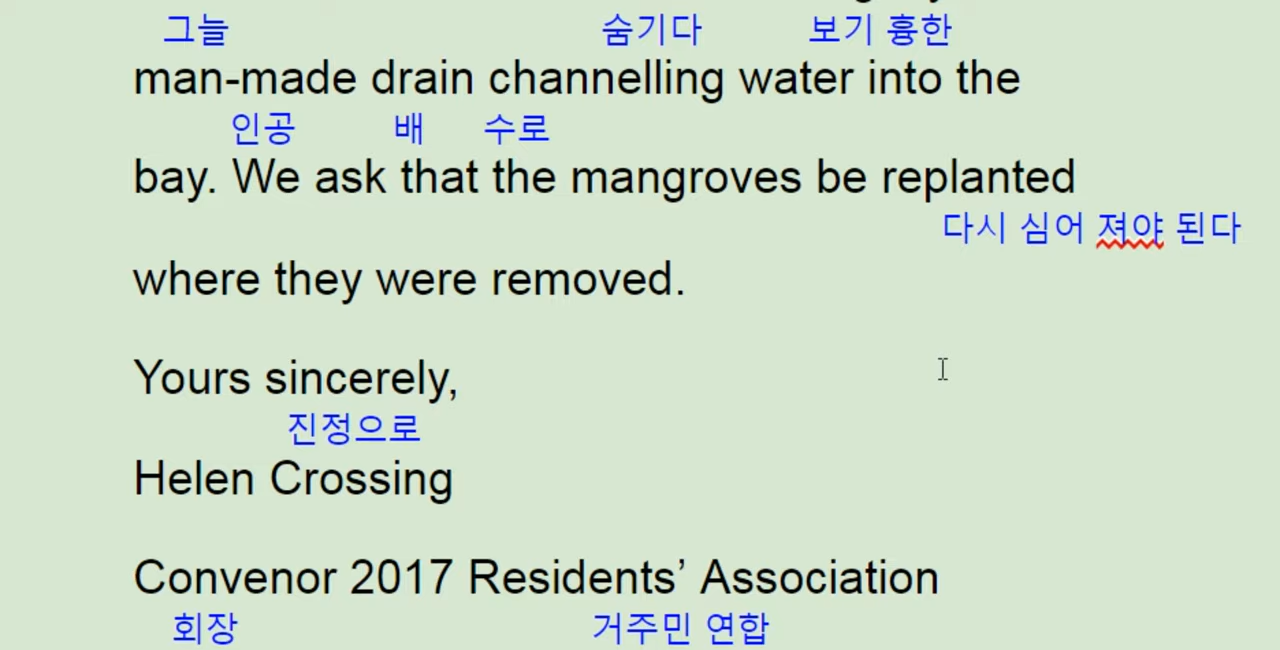 그늘 숨기다 보기 흉한
man-made drain channelling water into the
인공 배 수로
bay. We ask that the mangroves be replanted
다시 심어 져야 된다
where they were removed.
Yours sincerely,
진정으로
Helen Crossing
Convenor 2017 Residents’ Association
회장 거주민 연합